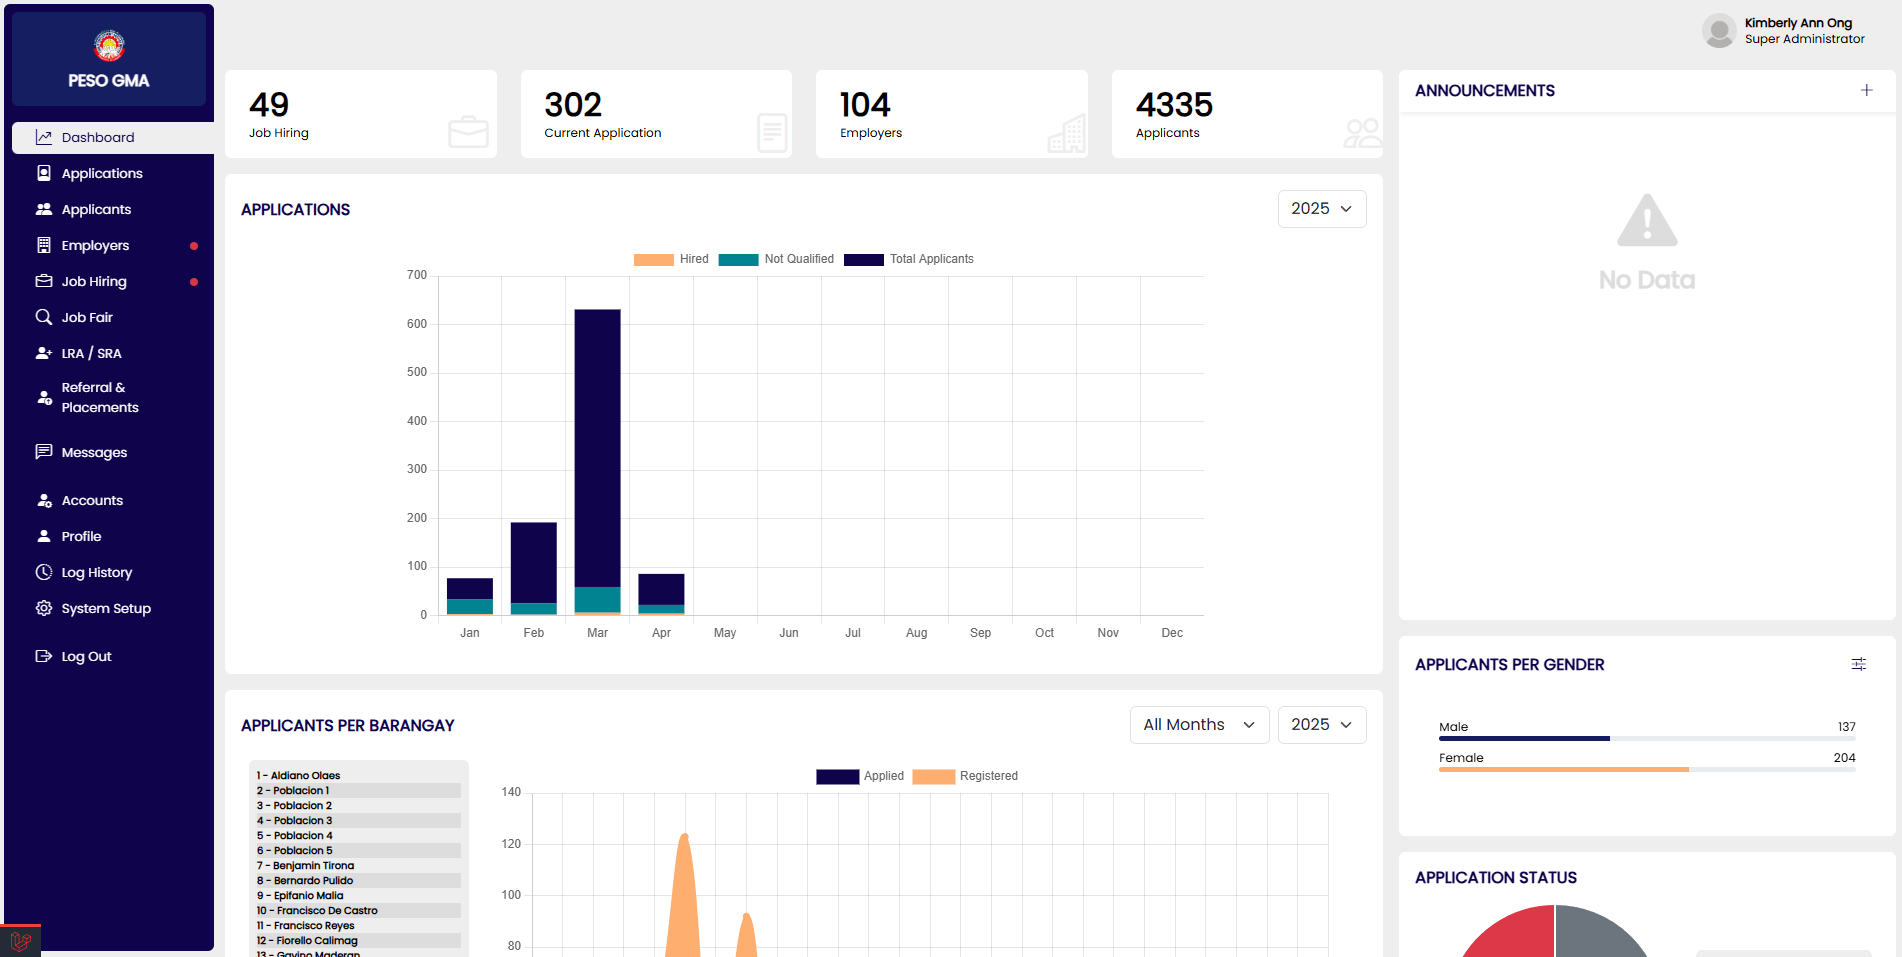 PESO GMA
Dashboard
Applications
Applicants
Employers
Job Hiring
Job Fair
LRA / SRA
Referral &
Placements
Messages
Accounts
Profile
Log History
System Setup
Log Out
Kimberly Ann Ong
Super Administrator
49
Job Hiring
302
Current Application
104
Employers
4335
Applicants
APPLICATIONS
2025
Hired
Not Qualified
Total Applicants
700
600
500
400
300
200
100
0
Jan
Feb
Mar
Apr
May
Jun
Jul
Aug
Sep
Oct
Nov
Dec
APPLICANTS PER BARANGAY
All Months
2025
1 - Aldiano Olaes
2 - Poblacion 1
3 - Poblacion 2
4 - Poblacion 3
5 - Poblacion 4
6 - Poblacion 5
7 - Benjamin Tirona
8 - Bernardo Pulido
9 - Epifanio Malia
10 - Francisco De Castro
11 - Francisco Reyes
12 - Fiorello Calimag
13 - Gavino Maderan
Applied
Registered
140
120
100
80
ANNOUNCEMENTS
No Data
APPLICANTS PER GENDER
Male
137
Female
204
APPLICATION STATUS